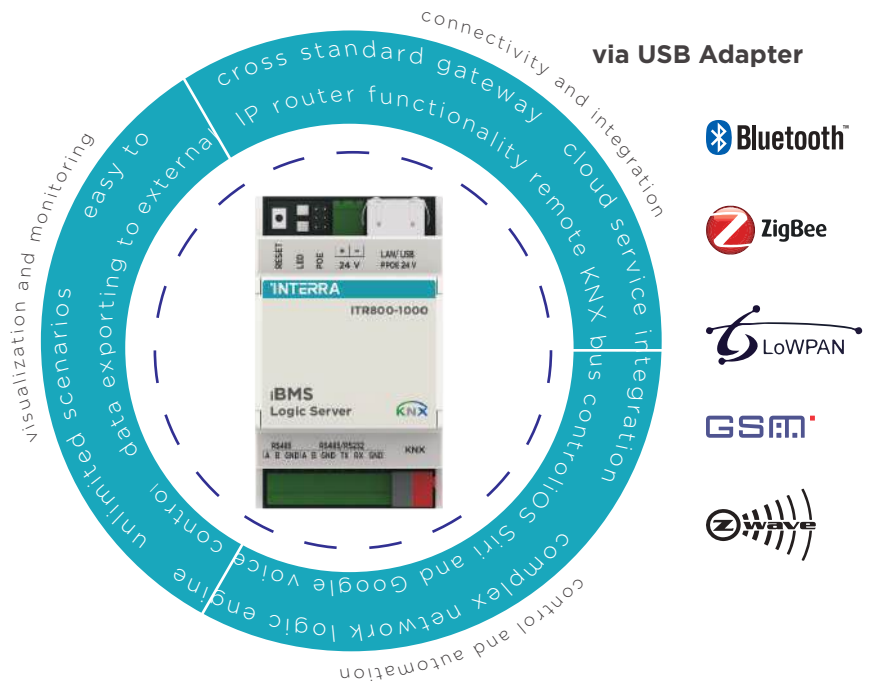 connectivity and integration
cross standard gateway cloud service integration
IP router functionality remote KNX bus control
iOS Siri and Google voice control
complex network logic engine
control and automation
visualization and monitoring
unlimited scenarios easy to
data exporting to external
RESET
LED
POE
+ -
24 V
LAN/ USB
PPOE 24 V
INTERRA
ITR800-1000
iBMS
Logic Server
KNX
RS485 RS485/RS232
A B GND A B GND TX RX GND
KNX
via USB Adapter
Bluetooth™
ZigBee
6LoWPAN
GSM
Z wave